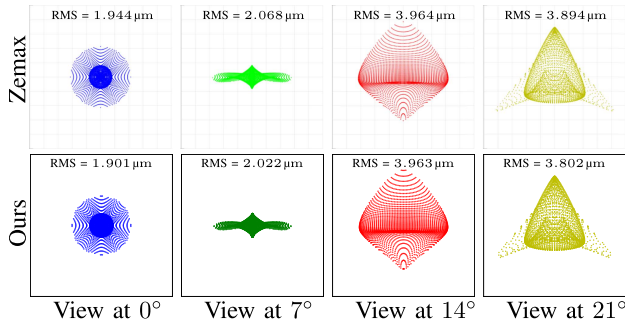 Zemax
RMS = 1.944 µm
RMS = 2.068 µm
RMS = 3.964 µm
RMS = 3.894 µm
Ours
RMS = 1.901 µm
RMS = 2.022 µm
RMS = 3.963 µm
RMS = 3.802 µm
View at 0°
View at 7°
View at 14°
View at 21°